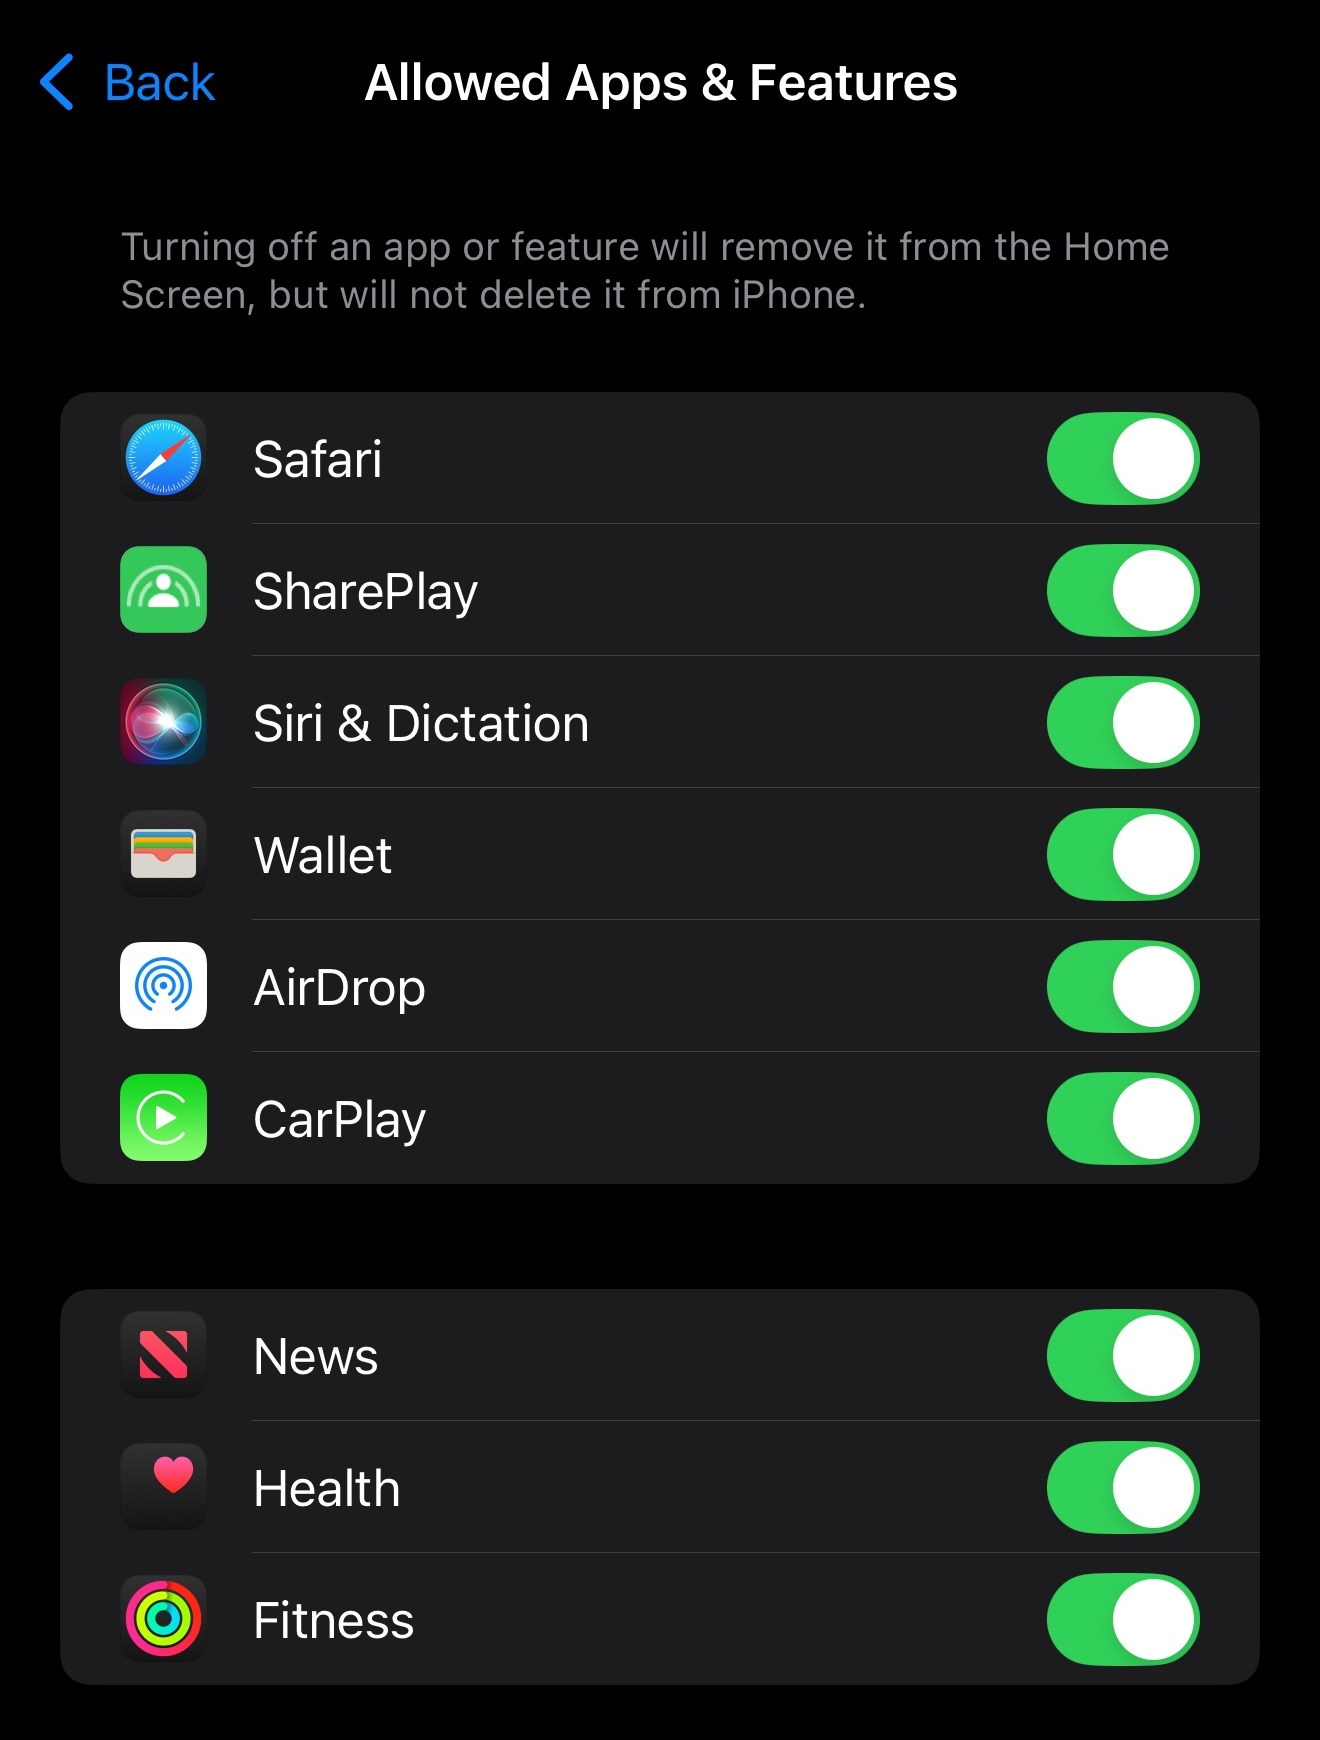 Back
Allowed Apps & Features
Turning off an app or feature will remove it from the Home
Screen, but will not delete it from iPhone.
Safari
SharePlay
Siri & Dictation
Wallet
AirDrop
CarPlay
News
Health
Fitness